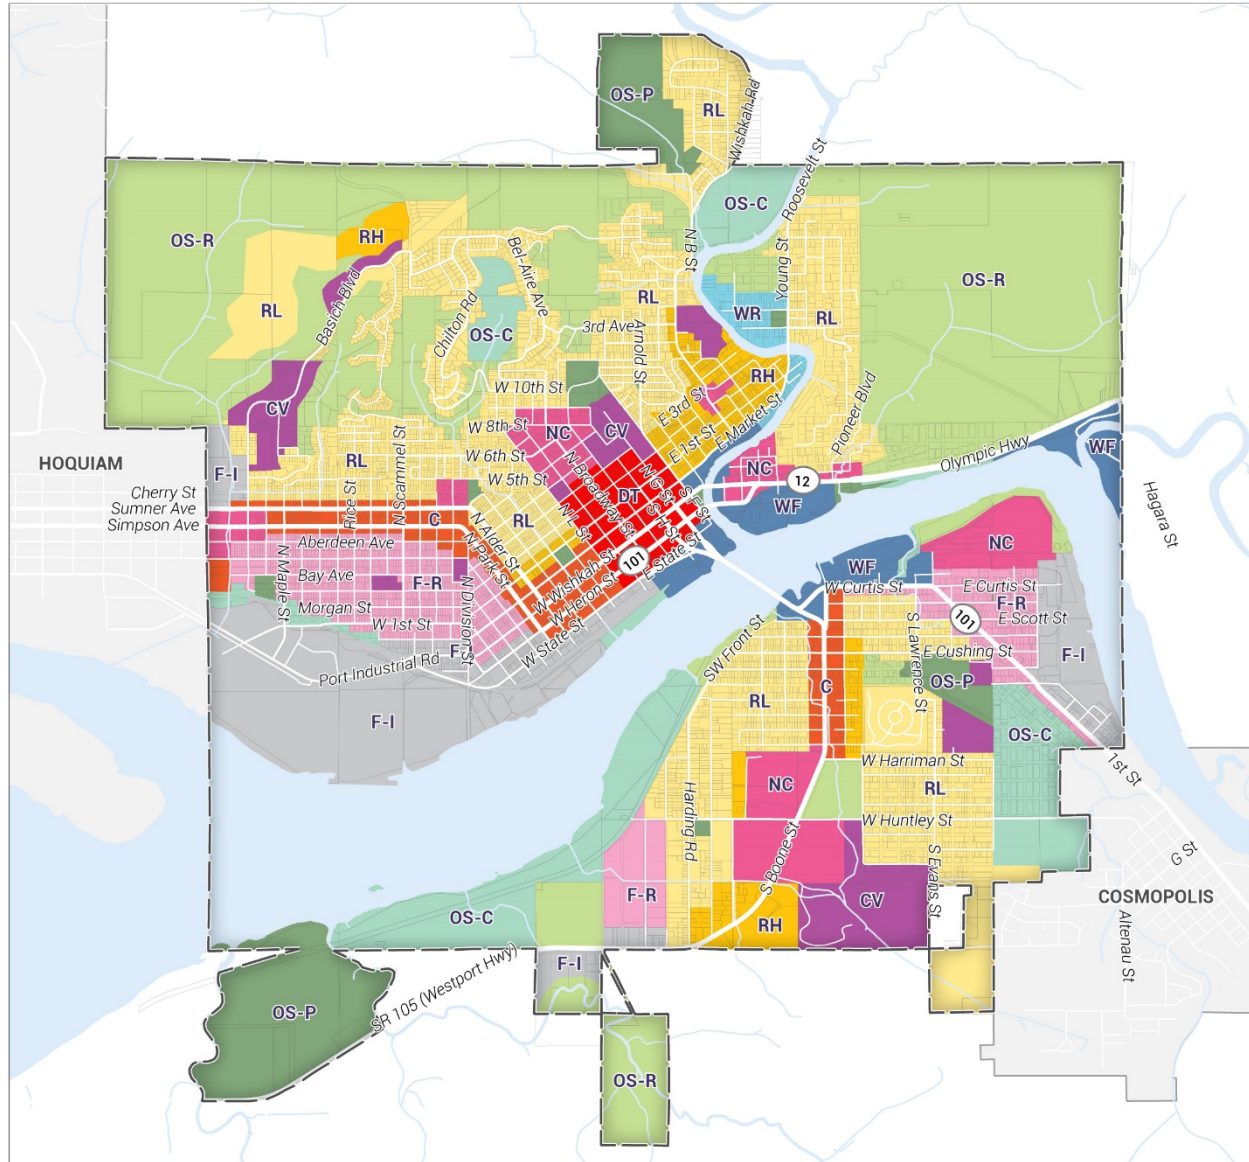 OS-P
RL
Wishkah Rd
Roosevelt St
OS-C
OS-R
RH
Bel-Aire Ave
N B St
Young St
OS-R
RL
Basich Blvd
Chilton Rd
OS-C
RL
3rd Ave
Arnold St
WR
RL
W 10th St
RH
E 3rd St
E Market St
Pioneer Blvd
CV
W 8th St
NC
CV
E 1st St
W 6th St
N Broadway St
N G St
W 5th St
HOQUIAM
F-I
RL
N Scammel St
Rice St
DT
S F St
S H St
NC
12
Olympic Hwy
WF
WF
Hagara St
Cherry St
Sumner Ave
Simpson Ave
C
RL
N L St
N Alder St
N Park St
Aberdeen Ave
101
E State St
W Wishkah St
W Heron St
W State St
NC
WF
N Maple St
Bay Ave
F-R
N Division St
Morgan St
W 1st St
F-I
Port Industrial Rd
W Curtis St
E Curtis St
F-R
E Scott St
101
S Lawrence St
E Cushing St
F-I
SW Front St
OS-P
F-I
RL
C
OS-C
W Harriman St
1st St
NC
RL
Harding Rd
W Huntley St
S Boone St
S Evans St
G St
F-R
CV
COSMOPOLIS
OS-C
RH
Altenau St
F-I
SR 105 (Westport Hwy)
OS-P
OS-R